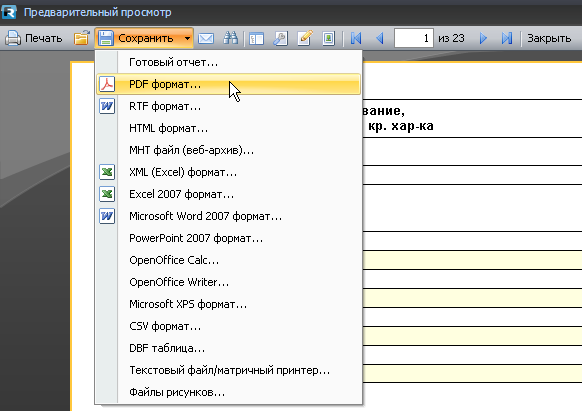 Предварительный просмотр
Печать Сохранить 1 из 23 Закрыть
Готовый отчет...
PDF формат...
RTF формат...
HTML формат...
MHT файл (веб-архив)...
XML (Excel) формат...
Excel 2007 формат...
Microsoft Word 2007 формат...
PowerPoint 2007 формат...
OpenOffice Calc...
OpenOffice Writer...
Microsoft XPS формат...
CSV формат...
DBF таблица...
Текстовый файл/матричный принтер...
Файлы рисунков...
вание,
кр. хар-ка